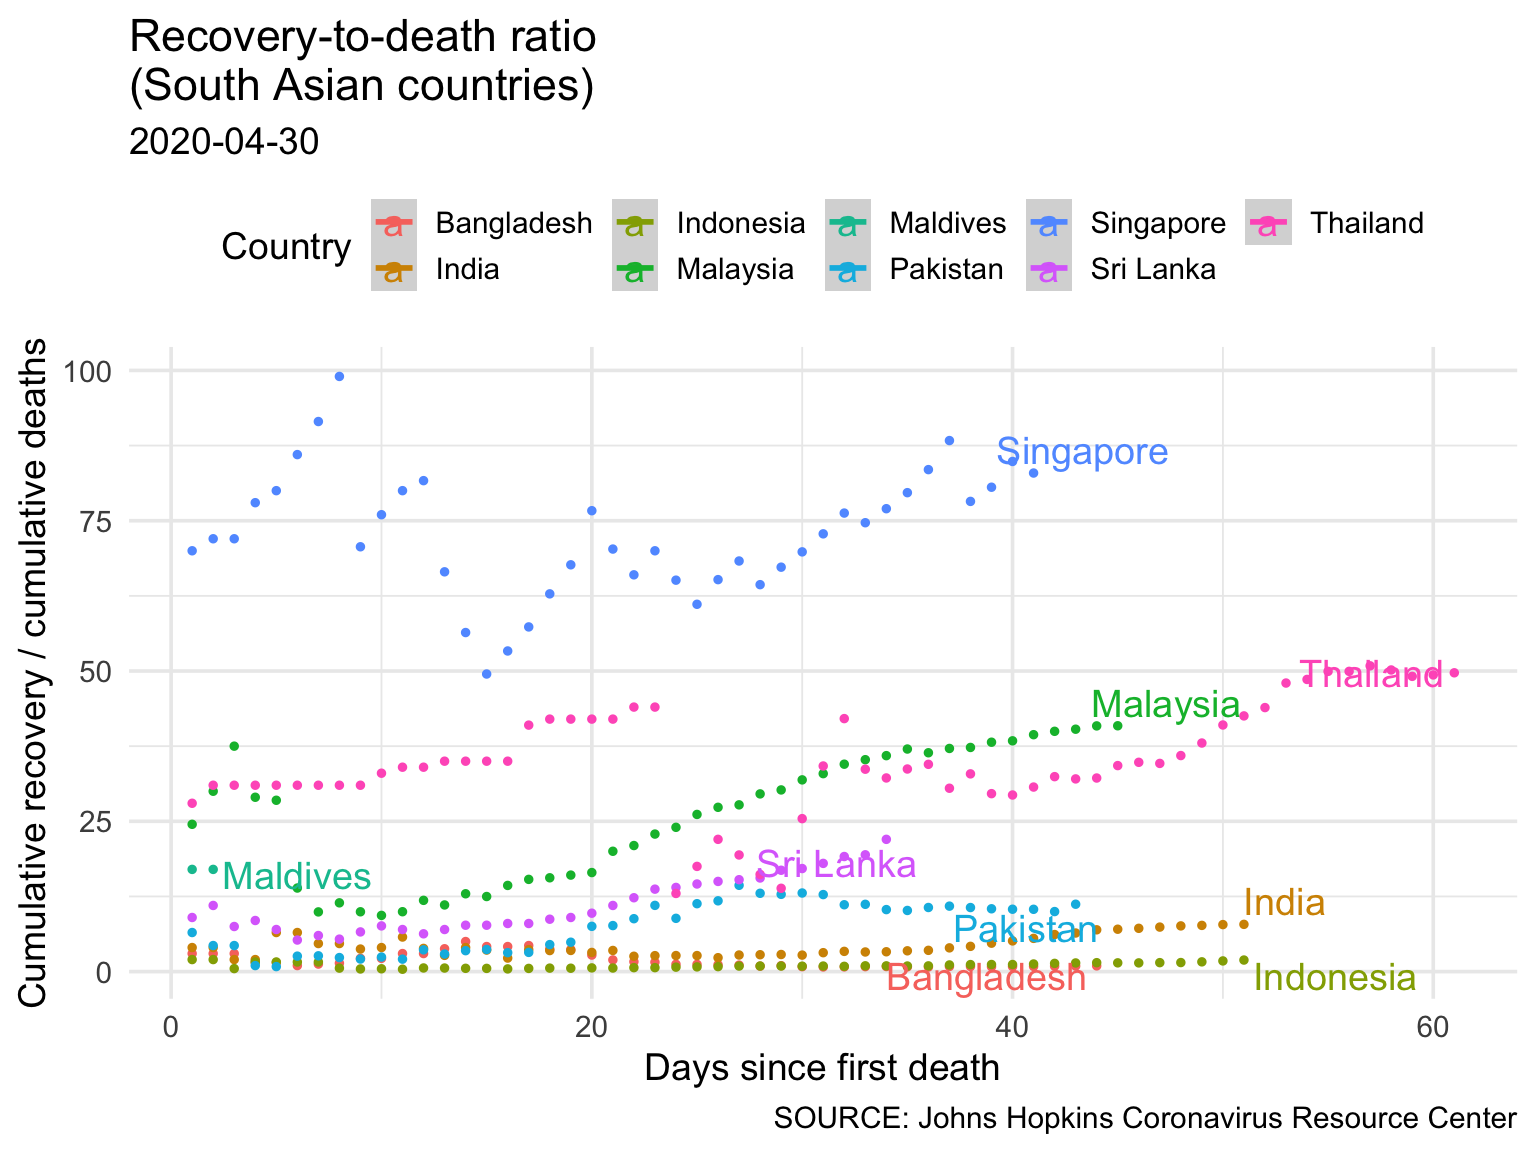 Recovery-to-death ratio
(South Asian countries)
2020-04-30
Country
a Bangladesh a Indonesia a Maldives a Singapore a Thailand
a India a Malaysia a Pakistan a Sri Lanka
Cumulative recovery / cumulative deaths
100
75
50
25
0
Singapore
Thailand
Malaysia
Maldives
Sri Lanka
India
Pakistan
Bangladesh
Indonesia
0 20 40 60
Days since first death
SOURCE: Johns Hopkins Coronavirus Resource Center